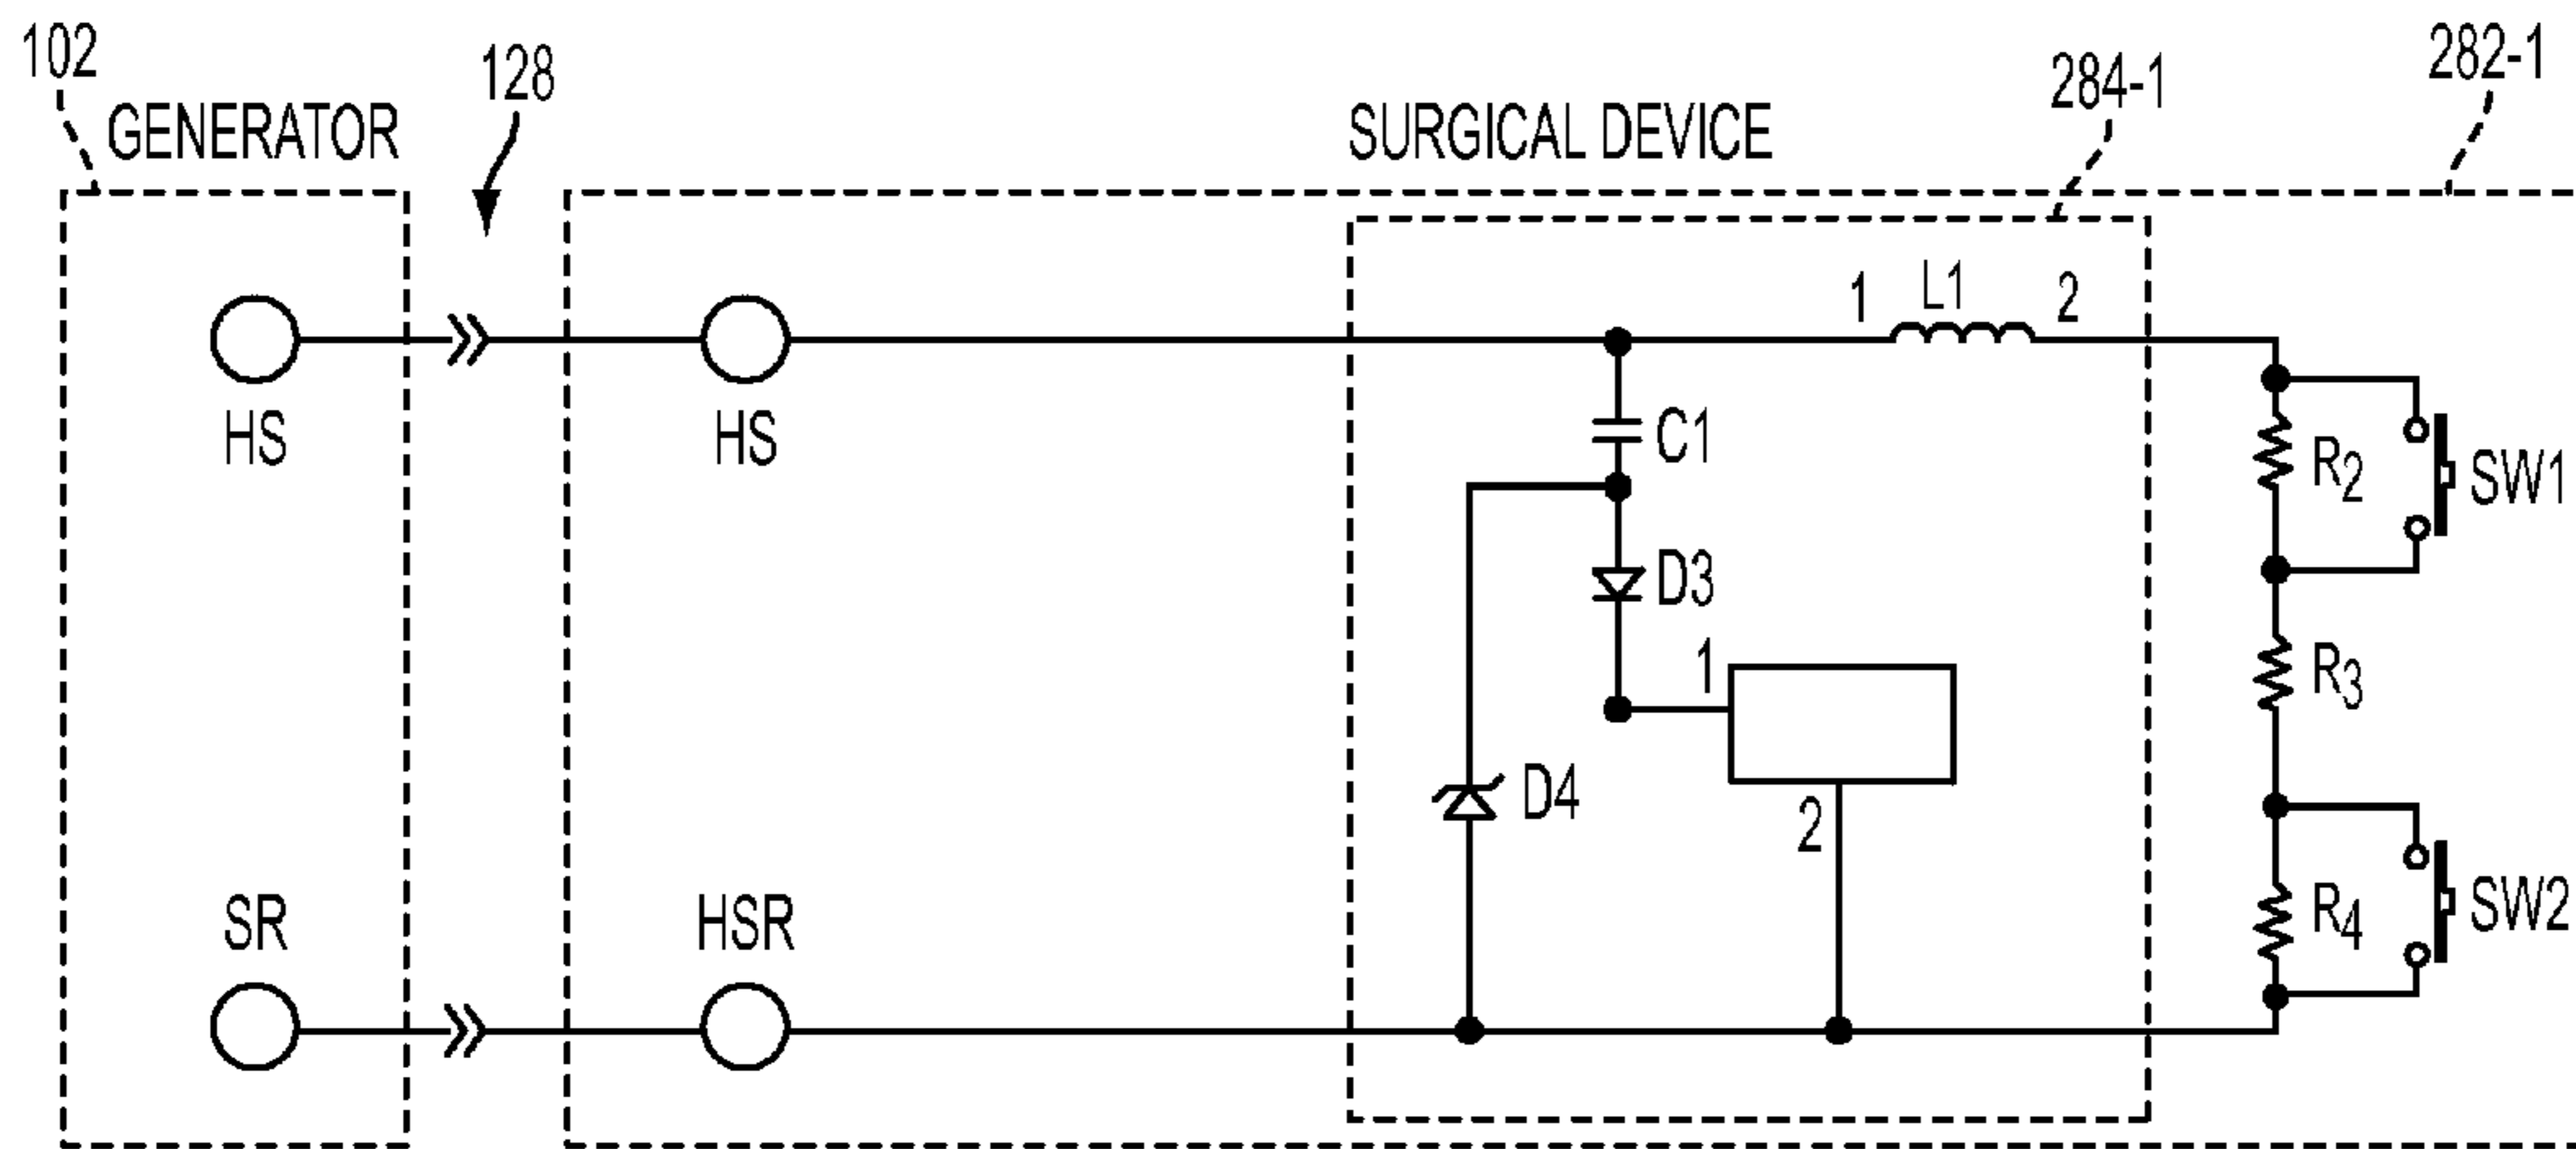 102
128
284-1
282-1
GENERATOR
SURGICAL DEVICE
1
L1
2
HS
HS
C1
R2
SW1
D3
1
R3
D4
2
SR
HSR
R4
SW2